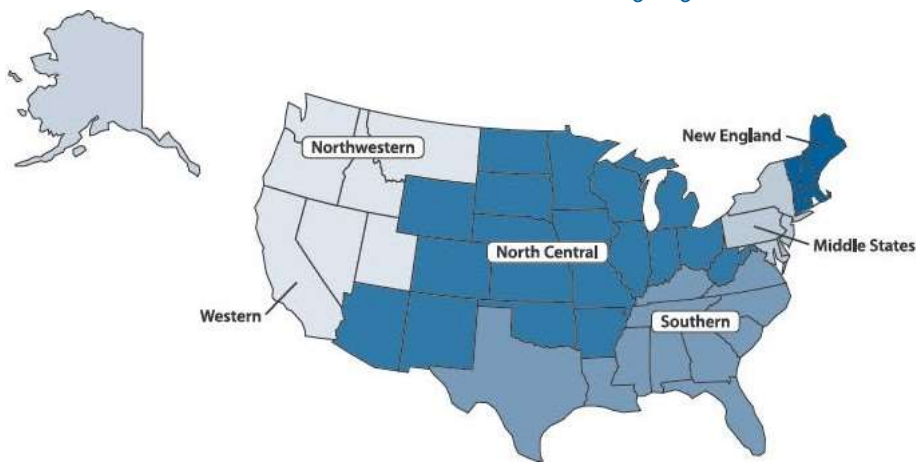 New England
Northwestern
Middle States
North Central
Western
Southern